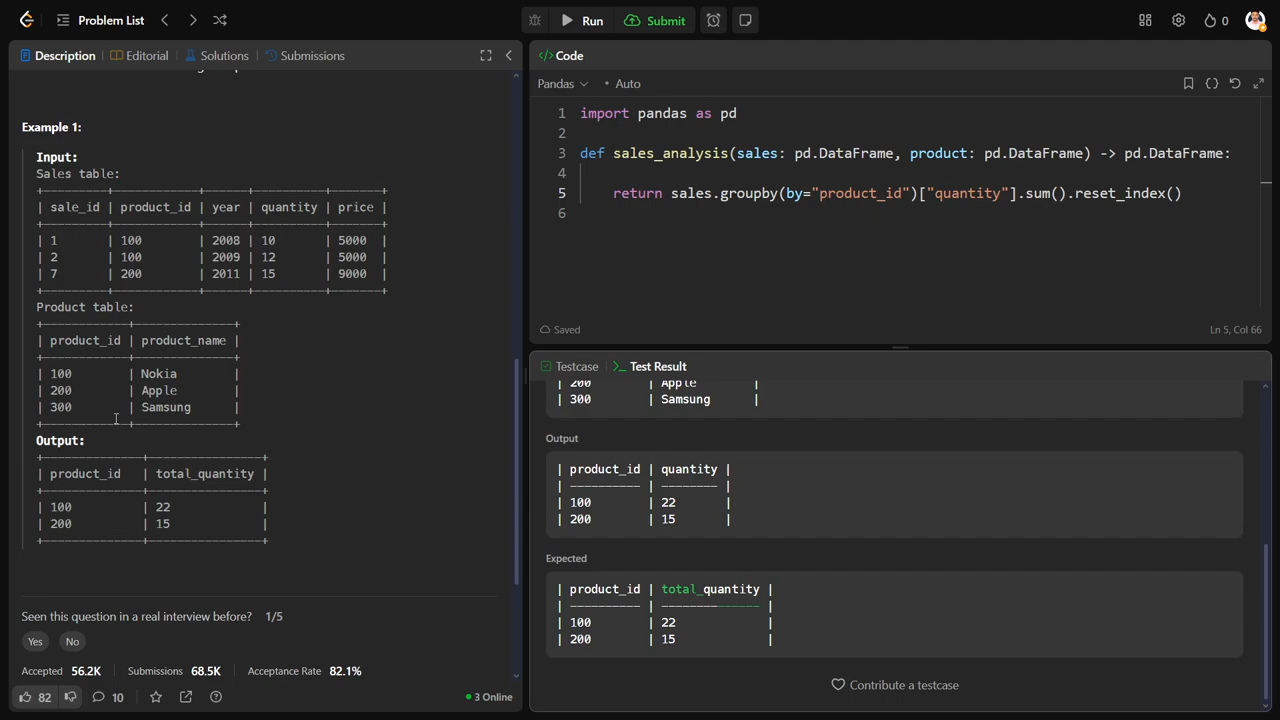 Problem List
Run
Submit
0
Description
Editorial
Solutions
Submissions
Example 1:
Input:
Sales table:
| sale_id | product_id | year | quantity | price |
| 1 | 100 | 2008 | 10 | 5000 |
| 2 | 100 | 2009 | 12 | 5000 |
| 7 | 200 | 2011 | 15 | 9000 |
Product table:
| product_id | product_name |
| 100 | Nokia |
| 200 | Apple |
| 300 | Samsung |
Output:
| product_id | total_quantity |
| 100 | 22 |
| 200 | 15 |
Seen this question in a real interview before? 1/5
Yes No
Accepted 56.2K Submissions 68.5K Acceptance Rate 82.1%
82 10 3 Online
</> Code
Pandas • Auto
1 import pandas as pd
2
3 def sales_analysis(sales: pd.DataFrame, product: pd.DataFrame) -> pd.DataFrame:
4
5 return sales.groupby(by="product_id")["quantity"].sum().reset_index()
6
Saved Ln 5, Col 66
Testcase >_ Test Result
| 200 | Apple |
| 300 | Samsung |
Output
| product_id | quantity |
| ---------- | -------- |
| 100 | 22 |
| 200 | 15 |
Expected
| product_id | total_quantity |
| ---------- | -------------- |
| 100 | 22 |
| 200 | 15 |
Contribute a testcase